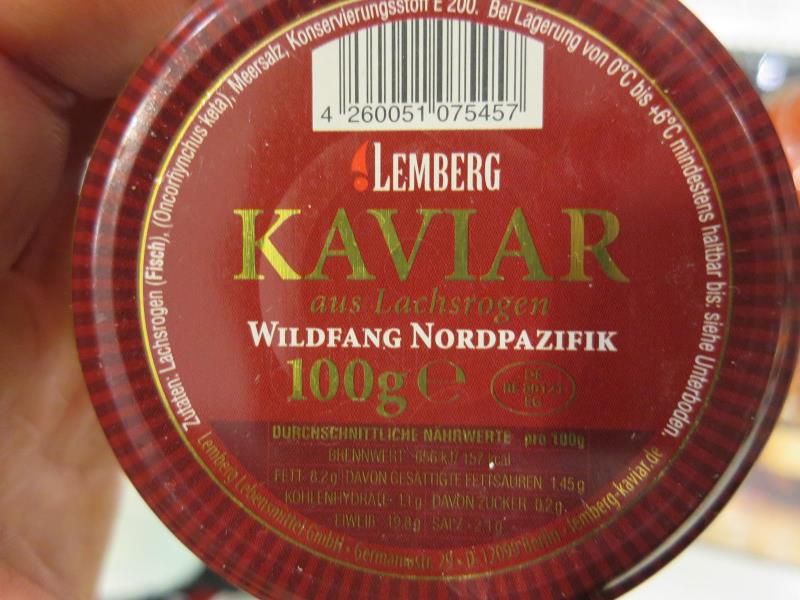 Zutaten: Lachsrogen (Fisch), (Oncorhynchus keta), Meersalz, Konservierungsstoff E 200. Bei Lagerung von 0°C bis +6°C mindestens haltbar bis: siehe Unterboden.
4 260051 075457
LEMBERG
KAVIAR
aus Lachsrogen
WILDFANG NORDPAZIFIK
100g e
DE
EG
DURCHSCHNITTLICHE NÄHRWERTE pro 100g
BRENNWERT 656 kJ/ 157 kcal
FETT- 8.2g DAVON GESÄTTIGTE FETTSÄUREN 1.45g
KOHLENHYDRATE- 1.1g DAVON ZUCKER 0.2g
EIWEIß 19.8g SALZ - 2.1g
Lemberg Lebensmittel GmbH - Germaniastr. 29 - D. 12099 Berlin - lemberg-kaviar.de